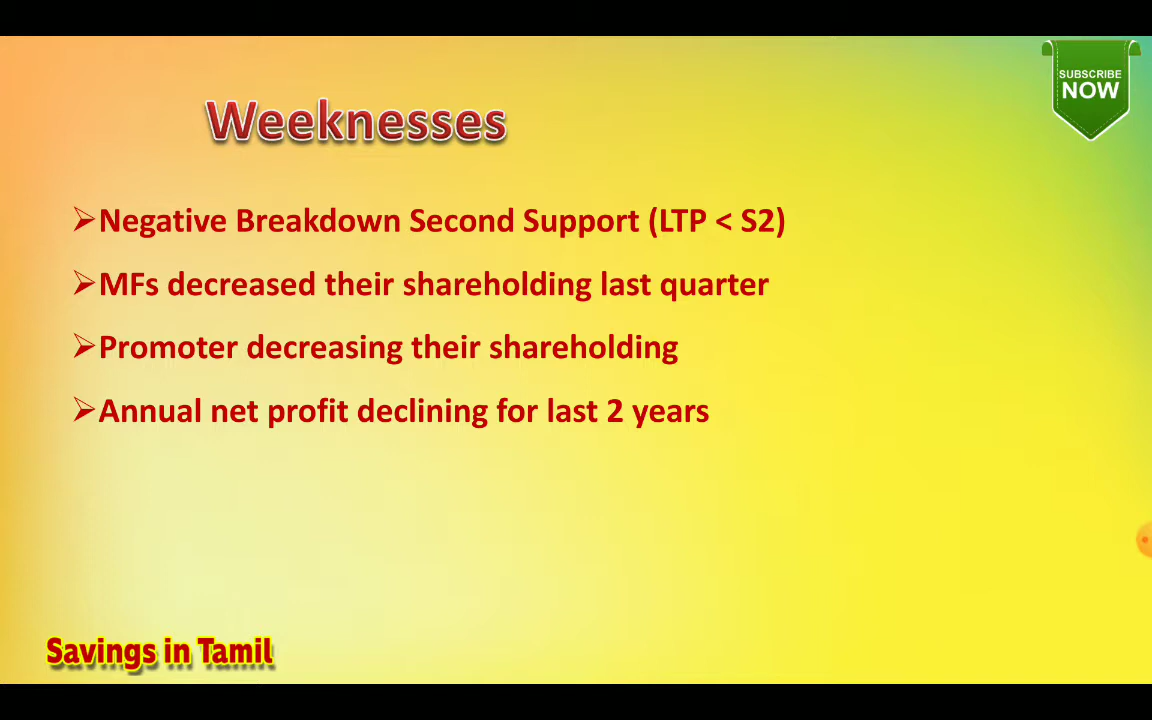 SUBSCRIBE
NOW
Weeknesses
➢Negative Breakdown Second Support (LTP < S2)
➢MFs decreased their shareholding last quarter
➢Promoter decreasing their shareholding
➢Annual net profit declining for last 2 years
Savings in Tamil